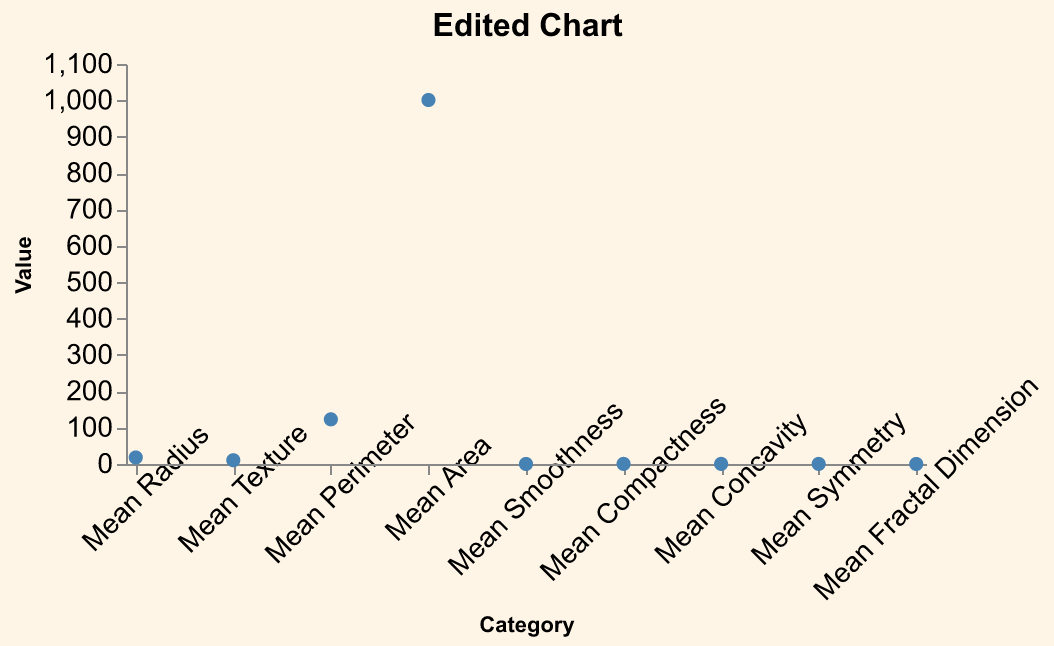 Edited Chart
1,100
1,000
900
800
700
600
500
400
300
200
100
0
Value
Mean Radius
Mean Texture
Mean Perimeter
Mean Area
Mean Smoothness
Mean Compactness
Mean Concavity
Mean Symmetry
Mean Fractal Dimension
Category